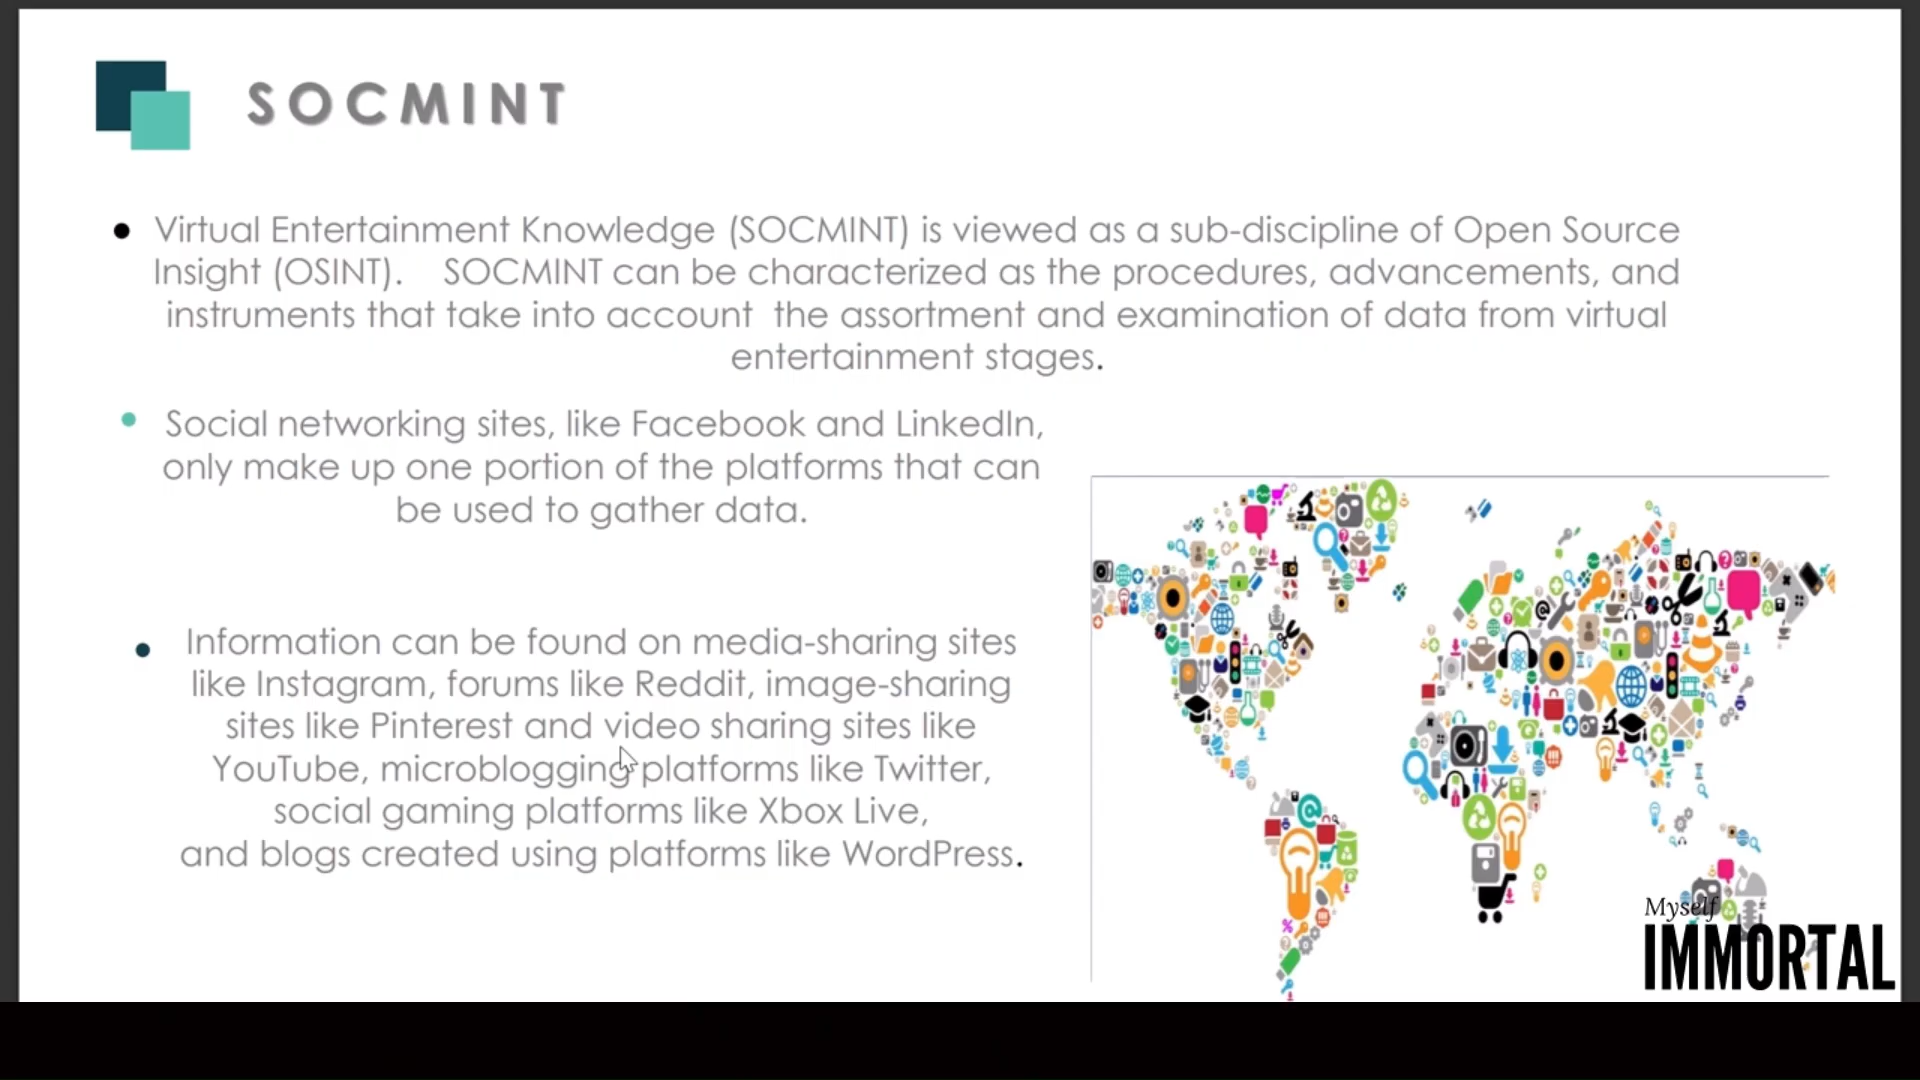 SOCMINT
Virtual Entertainment Knowledge (SOCMINT) is viewed as a sub-discipline of Open Source
Insight (OSINT). SOCMINT can be characterized as the procedures, advancements, and
instruments that take into account the assortment and examination of data from virtual
entertainment stages.
Social networking sites, like Facebook and LinkedIn,
only make up one portion of the platforms that can
be used to gather data.
Information can be found on media-sharing sites
like Instagram, forums like Reddit, image-sharing
sites like Pinterest and video sharing sites like
YouTube, microblogging platforms like Twitter,
social gaming platforms like Xbox Live,
and blogs created using platforms like WordPress.
Myself
IMMORTAL